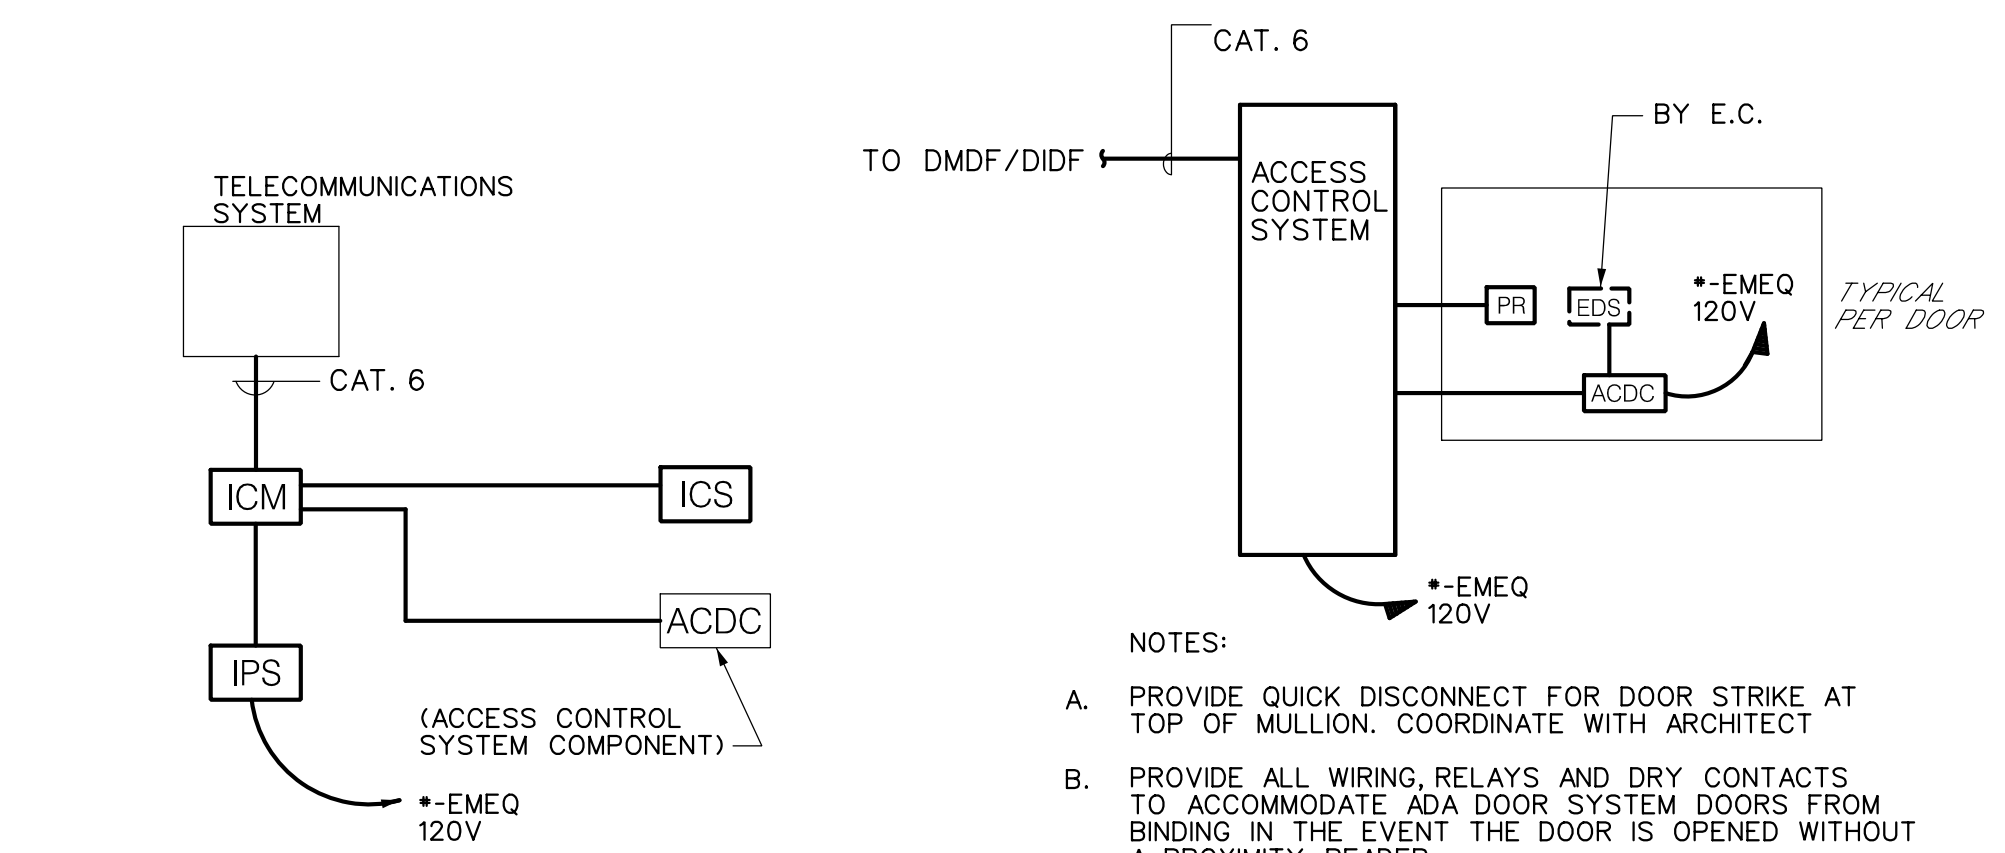 TELECOMMUNICATIONS
SYSTEM
CAT. 6
ICM
ICS
ACDC
IPS
(ACCESS CONTROL
SYSTEM COMPONENT)
#-EMEQ
120V
CAT. 6
TO DMDF/DIDF
ACCESS
CONTROL
SYSTEM
BY E.C.
PR
EDS
#-EMEQ
120V
ACDC
TYPICAL
PER DOOR
#-EMEQ
120V
NOTES:
A. PROVIDE QUICK DISCONNECT FOR DOOR STRIKE AT
TOP OF MULLION. COORDINATE WITH ARCHITECT
B. PROVIDE ALL WIRING, RELAYS AND DRY CONTACTS
TO ACCOMMODATE ADA DOOR SYSTEM DOORS FROM
BINDING IN THE EVENT THE DOOR IS OPENED WITHOUT
A PROXIMITY READER